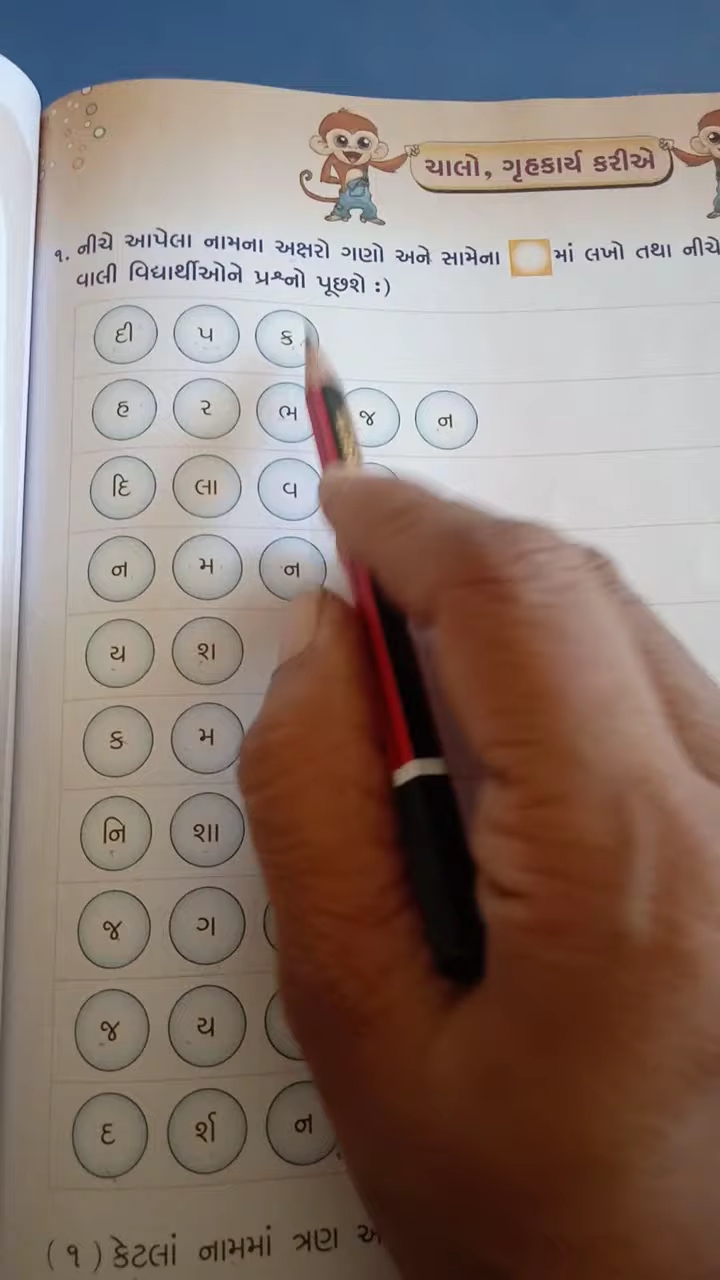 ચાલો, ગૃહકાર્ય કરીએ
૧. નીચે આપેલા નામના અક્ષરો ગણો અને સામેના માં લખો તથા નીચે
વાલી વિદ્યાર્થીઓને પ્રશ્નો પૂછશે :)
દી પ ક
હ ર ભ જ ન
દિ લા વ
ન મ ન
ય શ
ક મ
નિ શા
જ ગ
જ ય
દ ર્શ ન
(૧) કેટલાં નામમાં ત્રણ